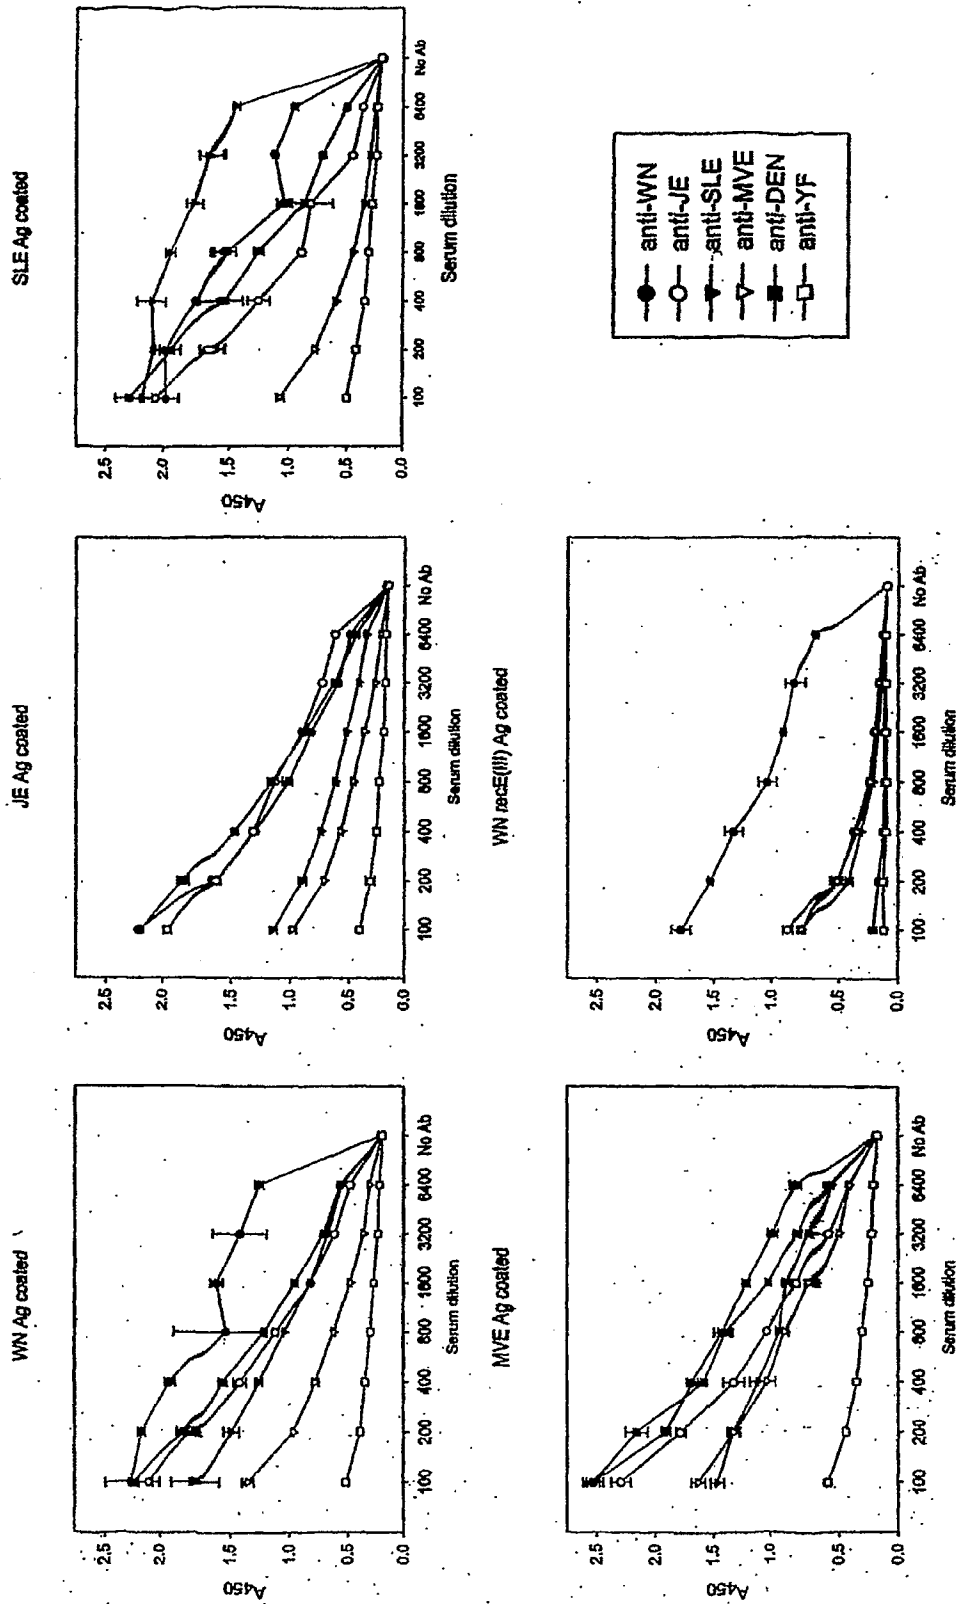 WN Ag coated
A450
2.5
2.0
1.5
1.0
0.5
0.0
100 200 400 800 1600 3200 6400 No Ab
Serum dilution
JE Ag coated
A450
2.5
2.0
1.5
1.0
0.5
0.0
100 200 400 800 1600 3200 6400 No Ab
Serum dilution
SLE Ag coated
A450
2.5
2.0
1.5
1.0
0.5
0.0
100 200 400 800 1600 3200 6400 No Ab
Serum dilution
MVE Ag coated
A450
2.5
2.0
1.5
1.0
0.5
0.0
100 200 400 800 1600 3200 6400 No Ab
Serum dilution
WN recE(III) Ag coated
A450
2.5
2.0
1.5
1.0
0.5
0.0
100 200 400 800 1600 3200 6400 No Ab
Serum dilution
anti-WN
anti-JE
anti-SLE
anti-MVE
anti-DEN
anti-YF